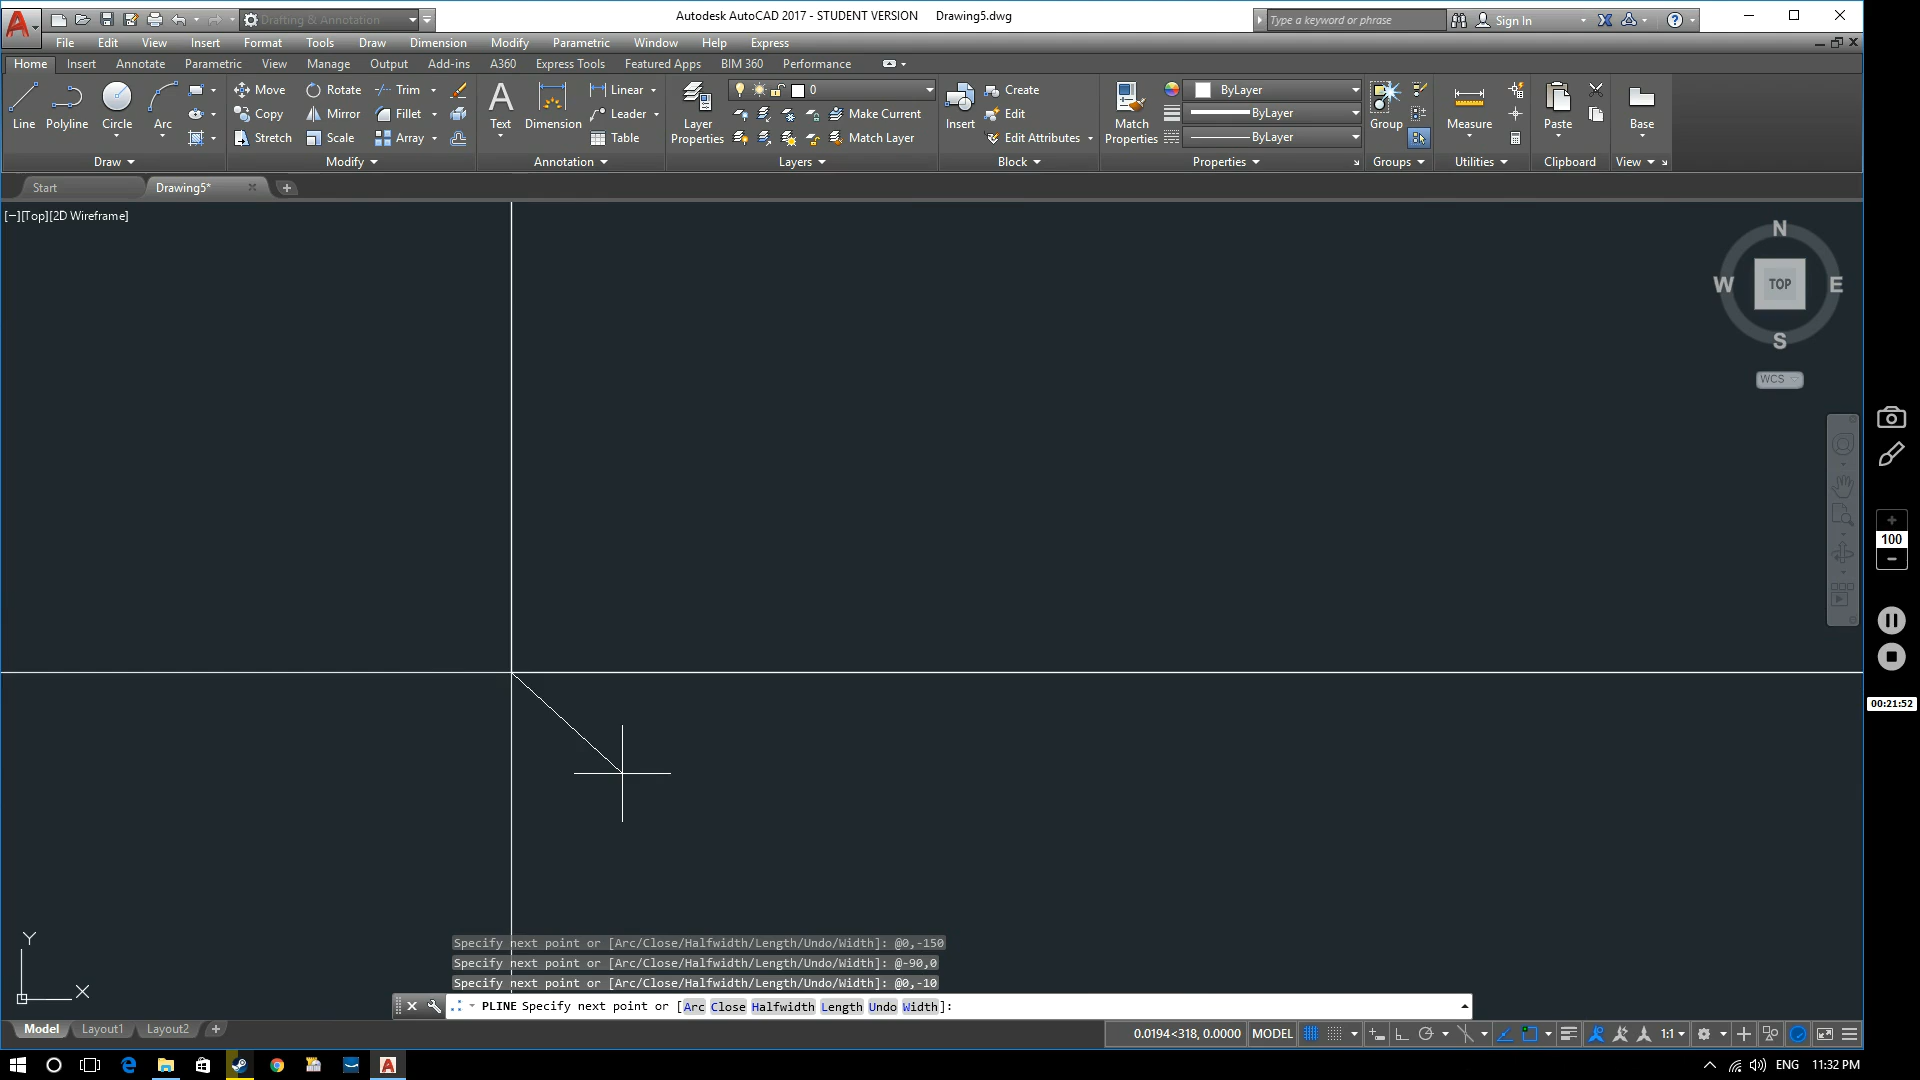 Drafting & Annotation
Autodesk AutoCAD 2017 - STUDENT VERSION Drawing5.dwg
Type a keyword or phrase
Sign In
File Edit View Insert Format Tools Draw Dimension Modify Parametric Window Help Express
Home Insert Annotate Parametric View Manage Output Add-ins A360 Express Tools Featured Apps BIM 360 Performance
Line Polyline Circle Arc
Move Rotate Trim
Copy Mirror Fillet
Stretch Scale Array
Text Dimension
Linear
Leader
Table
Layer Properties
0
Make Current
Match Layer
Insert
Create
Edit
Edit Attributes
Match Properties
ByLayer
ByLayer
ByLayer
Group
Measure
Paste
Base
Draw Modify Annotation Layers Block Properties Groups Utilities Clipboard View
Start Drawing5*
[−][Top][2D Wireframe]
N
W TOP E
S
WCS
100
00:21:52
Y
X
Specify next point or [Arc/Close/Halfwidth/Length/Undo/Width]: @0,-150
Specify next point or [Arc/Close/Halfwidth/Length/Undo/Width]: @-90,0
Specify next point or [Arc/Close/Halfwidth/Length/Undo/Width]: @0,-10
PLINE Specify next point or [Arc Close Halfwidth Length Undo Width]:
Model Layout1 Layout2
0.0194<318, 0.0000 MODEL 1:1
ENG 11:32 PM